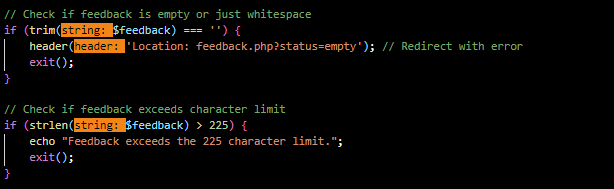 // Check if feedback is empty or just whitespace
if (trim(string: $feedback) === '') {
header(header: 'Location: feedback.php?status=empty'); // Redirect with error
exit();
}
// Check if feedback exceeds character limit
if (strlen(string: $feedback) > 225) {
echo "Feedback exceeds the 225 character limit.";
exit();
}